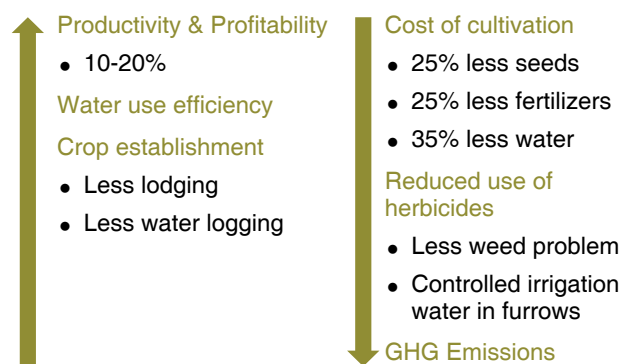 Productivity & Profitability
• 10-20%
Water use efficiency
Crop establishment
• Less lodging
• Less water logging
Cost of cultivation
• 25% less seeds
• 25% less fertilizers
• 35% less water
Reduced use of
herbicides
• Less weed problem
• Controlled irrigation
water in furrows
GHG Emissions